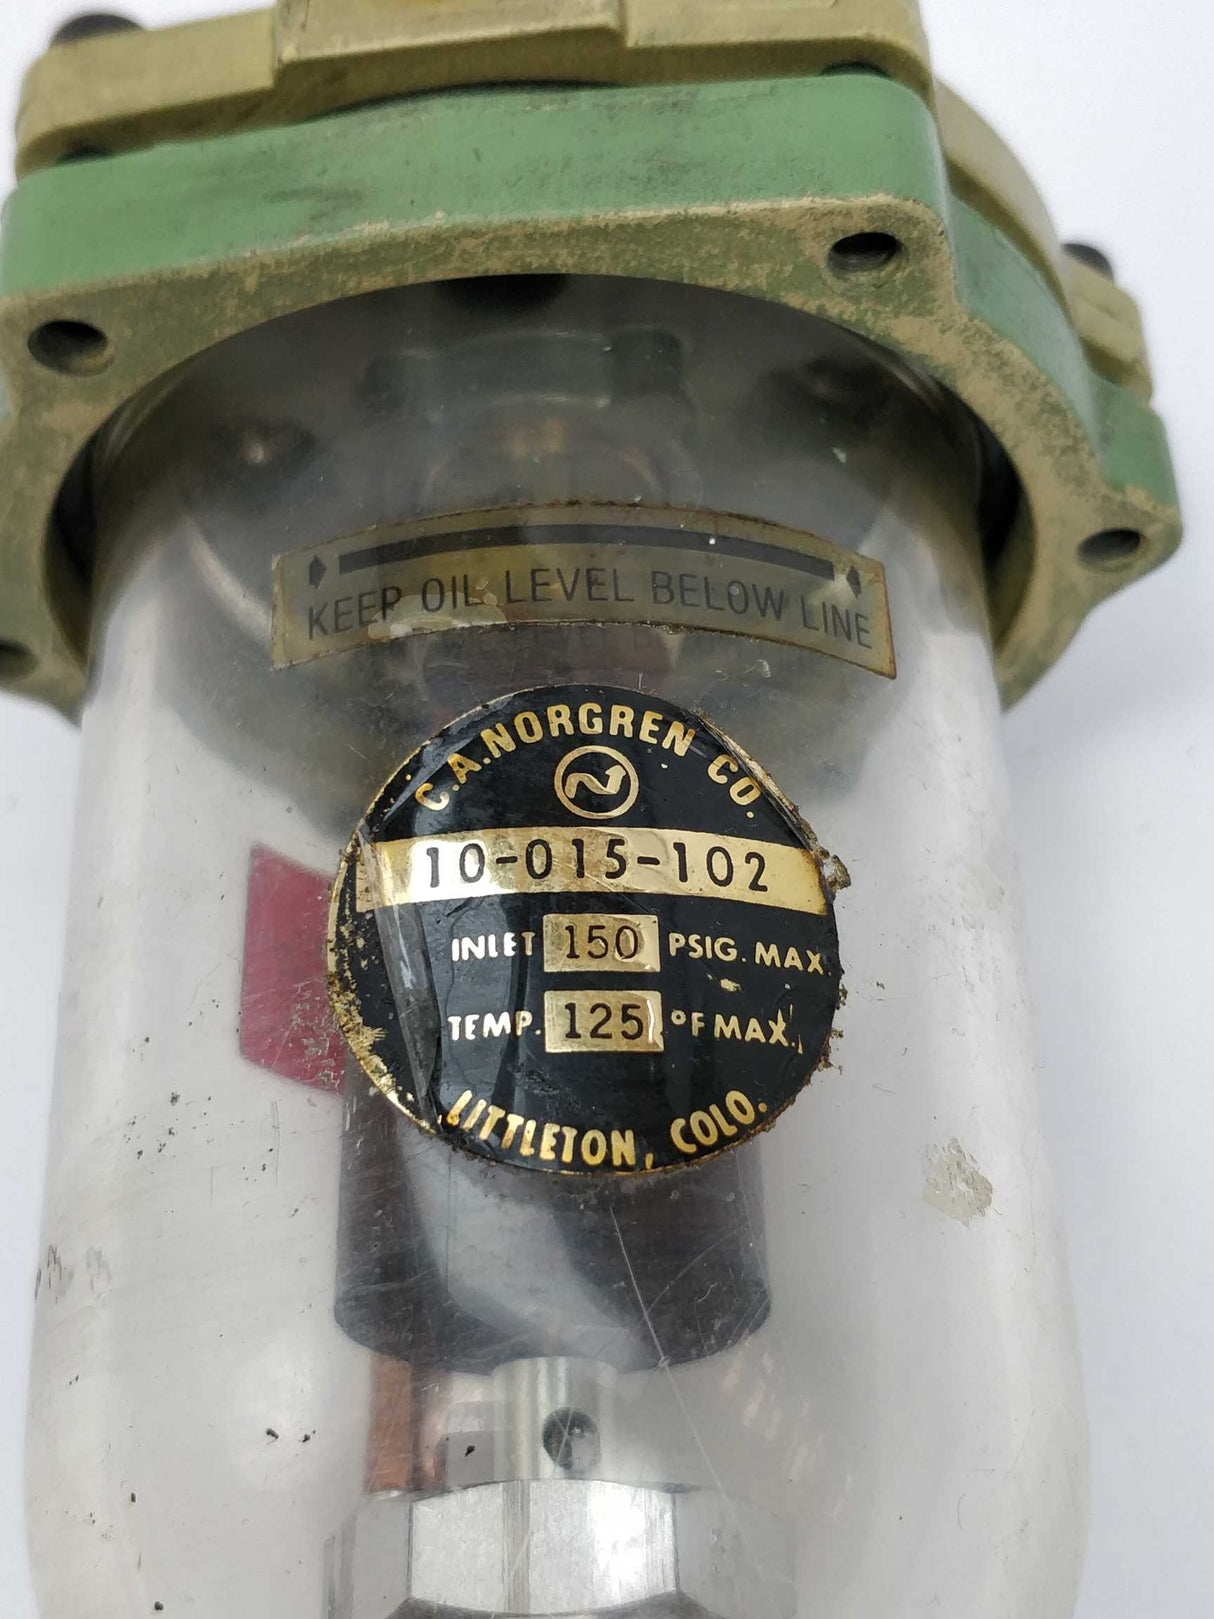 KEEP OIL LEVEL BELOW LINE
C.A. NORGREN CO.
10-015-102
INLET 150 PSIG. MAX.
TEMP. 125 °F MAX.
LITTLETON, COLO.